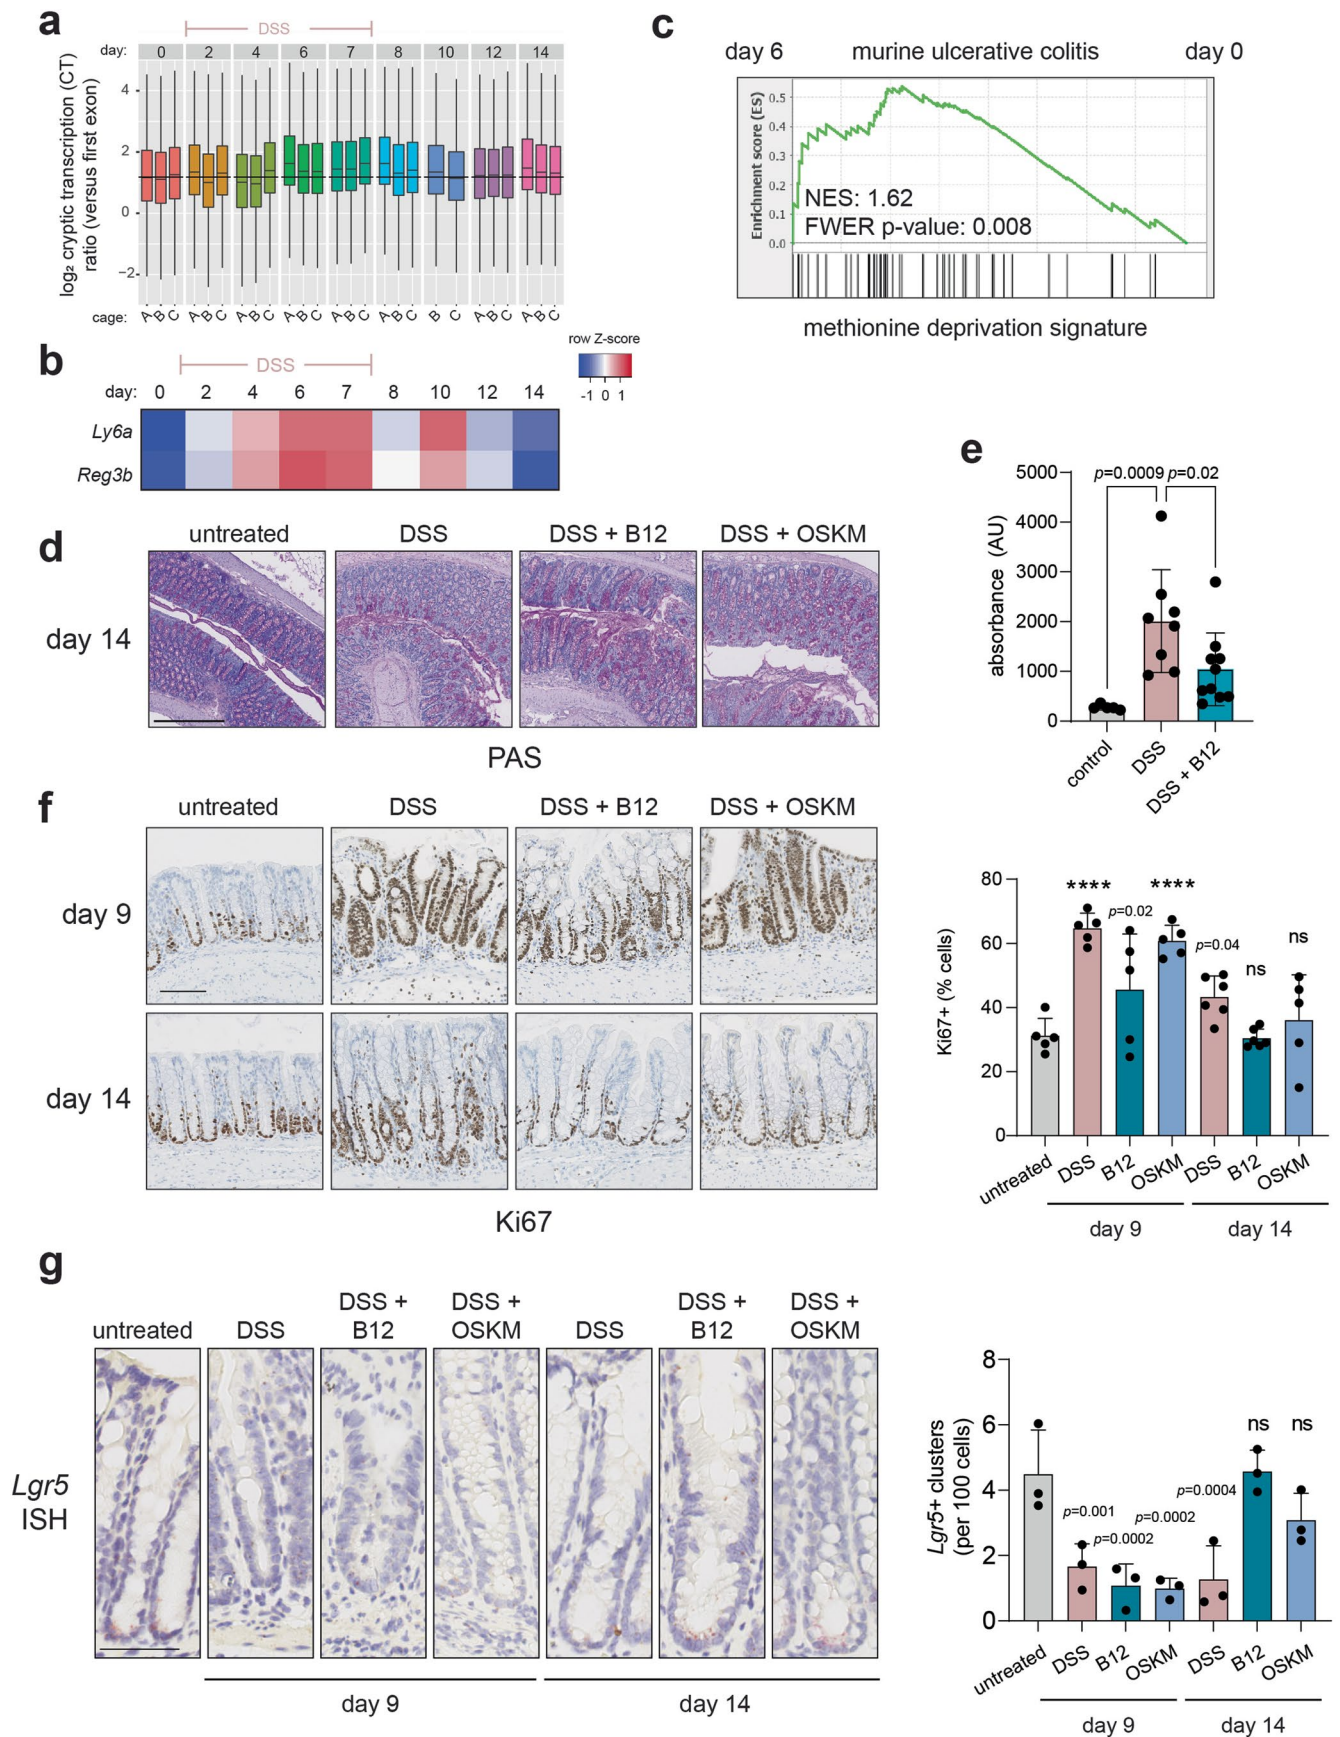 a
DSS
day: 0 2 4 6 7 8 10 12 14
log₂ cryptic transcription (CT)
ratio (versus first exon)
4
2
0
−2
cage: A B C A B C A B C A B C A B C A B C B C A B C A B C
b
DSS
row Z-score
-1 0 1
day: 0 2 4 6 7 8 10 12 14
Ly6a
Reg3b
c
day 6 murine ulcerative colitis day 0
Enrichment score (ES)
0.5
0.4
0.3
0.2
0.1
0.0
NES: 1.62
FWER p-value: 0.008
methionine deprivation signature
d
untreated DSS DSS + B12 DSS + OSKM
day 14
PAS
e
absorbance (AU)
5000
4000
3000
2000
1000
0
p=0.0009 p=0.02
control DSS DSS + B12
f
untreated DSS DSS + B12 DSS + OSKM
day 9
day 14
Ki67
Ki67+ (% cells)
80
60
40
20
0
**** p=0.02 **** p=0.04 ns ns
untreated DSS B12 OSKM DSS B12 OSKM
day 9 day 14
g
untreated DSS DSS +
B12 DSS +
OSKM DSS DSS +
B12 DSS +
OSKM
Lgr5
ISH
day 9 day 14
Lgr5+ clusters
(per 100 cells)
8
6
4
2
0
p=0.001 p=0.0002 p=0.0002 p=0.0004 ns ns
untreated DSS B12 OSKM DSS B12 OSKM
day 9 day 14